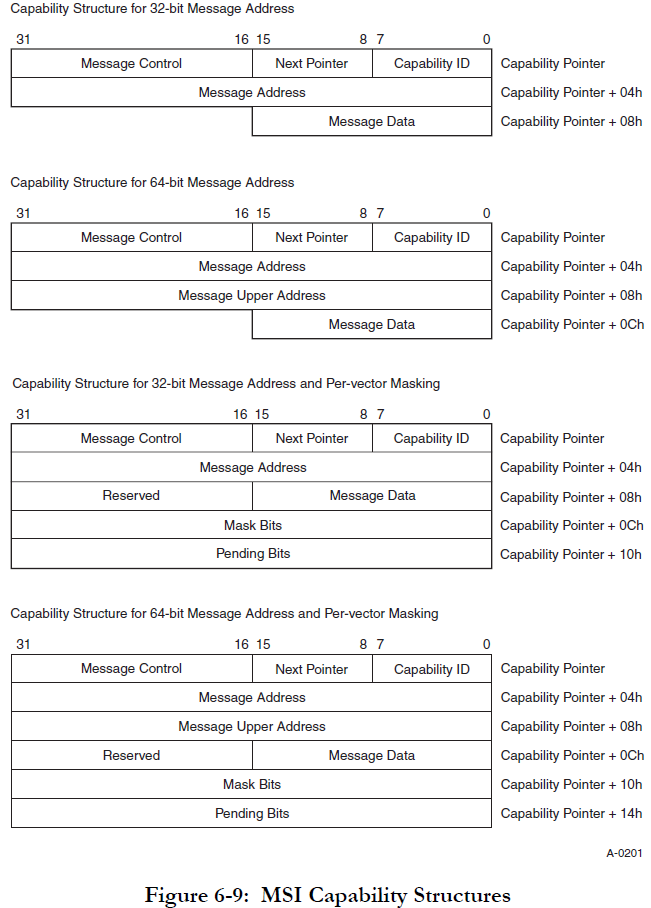 Capability Structure for 32-bit Message Address
31 16 15 8 7 0
Message Control Next Pointer Capability ID Capability Pointer
Message Address Capability Pointer + 04h
Message Data Capability Pointer + 08h
Capability Structure for 64-bit Message Address
31 16 15 8 7 0
Message Control Next Pointer Capability ID Capability Pointer
Message Address Capability Pointer + 04h
Message Upper Address Capability Pointer + 08h
Message Data Capability Pointer + 0Ch
Capability Structure for 32-bit Message Address and Per-vector Masking
31 16 15 8 7 0
Message Control Next Pointer Capability ID Capability Pointer
Message Address Capability Pointer + 04h
Reserved Message Data Capability Pointer + 08h
Mask Bits Capability Pointer + 0Ch
Pending Bits Capability Pointer + 10h
Capability Structure for 64-bit Message Address and Per-vector Masking
31 16 15 8 7 0
Message Control Next Pointer Capability ID Capability Pointer
Message Address Capability Pointer + 04h
Message Upper Address Capability Pointer + 08h
Reserved Message Data Capability Pointer + 0Ch
Mask Bits Capability Pointer + 10h
Pending Bits Capability Pointer + 14h
A-0201
Figure 6-9: MSI Capability Structures